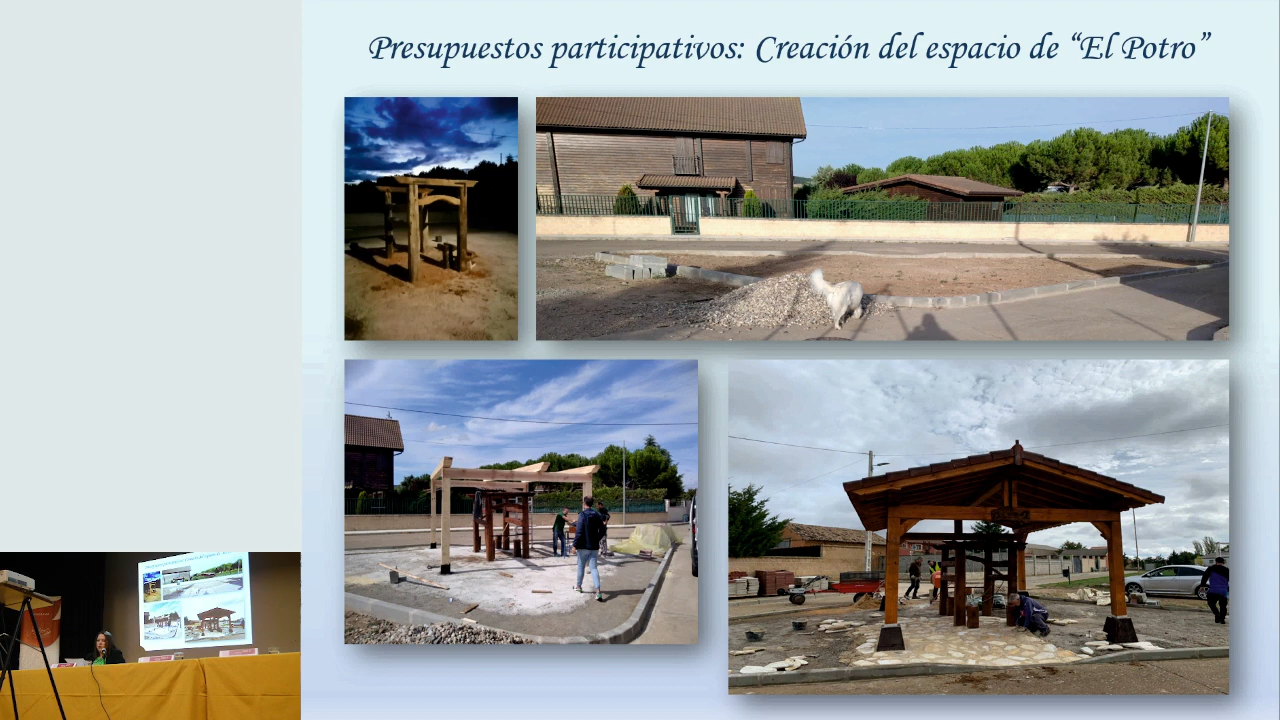 Presupuestos participativos: Creación del espacio de “El Potro”